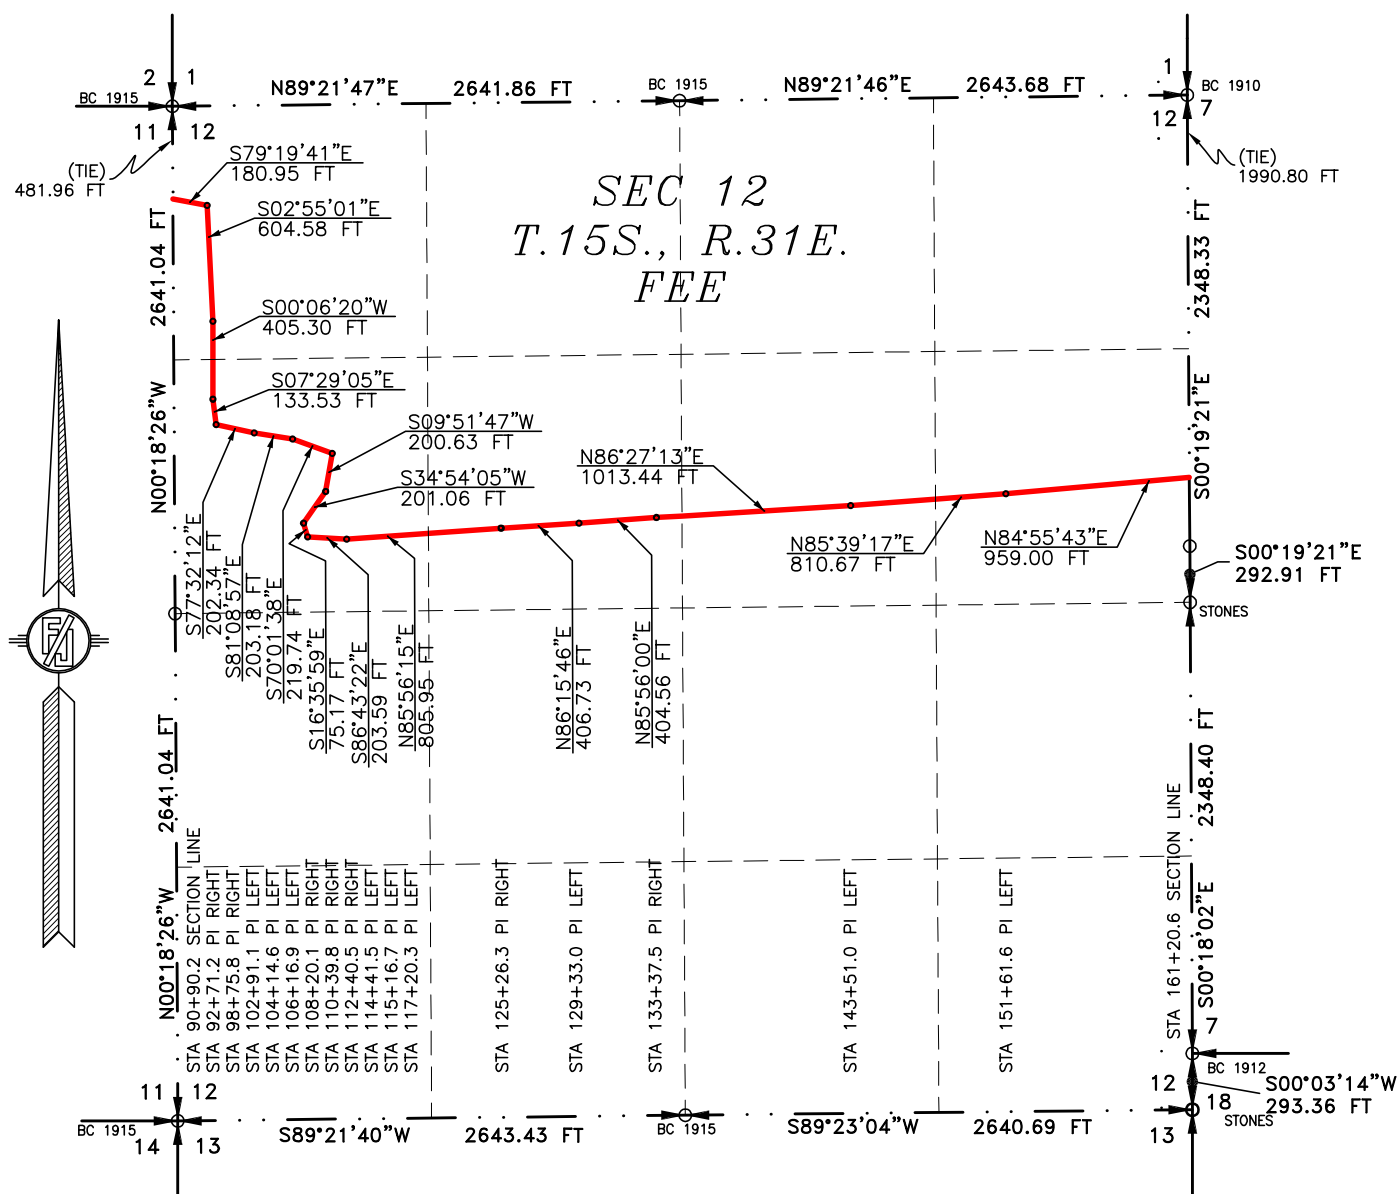 2 1
BC 1915
11 12
N89°21'47"E 2641.86 FT
BC 1915
N89°21'46"E 2643.68 FT
1
BC 1910
12 7
(TIE)
481.96 FT
(TIE)
1990.80 FT
SEC 12
T.15S., R.31E.
FEE
S79°19'41"E
180.95 FT
S02°55'01"E
604.58 FT
S00°06'20"W
405.30 FT
S07°29'05"E
133.53 FT
S09°51'47"W
200.63 FT
S34°54'05"W
201.06 FT
N86°27'13"E
1013.44 FT
N85°39'17"E
810.67 FT
N84°55'43"E
959.00 FT
S00°19'21"E
292.91 FT
STONES
N00°18'26"W 2641.04 FT
S00°19'21"E 2348.33 FT
S77°32'12"E
202.34 FT
S81°08'57"E
203.18 FT
S70°01'38"E
219.74 FT
S16°35'59"E
75.17 FT
S86°43'22"E
203.59 FT
N85°56'15"E
805.95 FT
N86°15'46"E
406.73 FT
N85°56'00"E
404.56 FT
FJ
N00°18'26"W 2641.04 FT
S00°18'02"E 2348.40 FT
STA 90+90.2 SECTION LINE
STA 92+71.2 PI RIGHT
STA 98+75.8 PI RIGHT
STA 102+91.1 PI LEFT
STA 104+14.6 PI LEFT
STA 106+16.9 PI LEFT
STA 108+20.1 PI RIGHT
STA 110+39.8 PI RIGHT
STA 112+40.5 PI RIGHT
STA 114+41.5 PI LEFT
STA 115+16.7 PI LEFT
STA 117+20.3 PI LEFT
STA 125+26.3 PI RIGHT
STA 129+33.0 PI LEFT
STA 133+37.5 PI RIGHT
STA 143+51.0 PI LEFT
STA 151+61.6 PI LEFT
STA 161+20.6 SECTION LINE
7
BC 1912
S00°03'14"W
293.36 FT
11 12
BC 1915
14 13
S89°21'40"W 2643.43 FT
BC 1915
S89°23'04"W 2640.69 FT
12 18
STONES
13